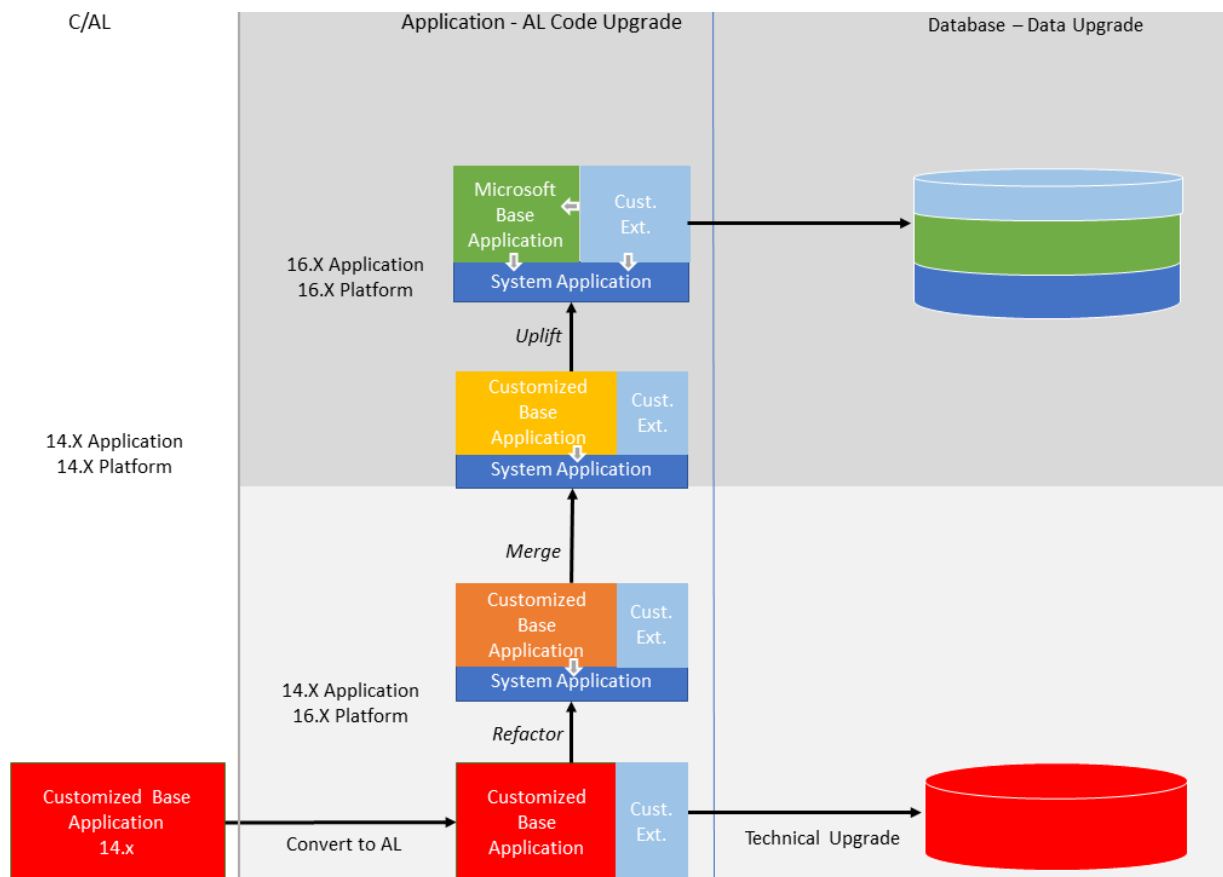 C/AL
Application - AL Code Upgrade
Database – Data Upgrade
Microsoft
Base
Application
Cust.
Ext.
System Application
16.X Application
16.X Platform
Uplift
Customized
Base
Application
Cust.
Ext.
System Application
14.X Application
14.X Platform
Merge
Customized
Base
Application
Cust.
Ext.
System Application
14.X Application
16.X Platform
Refactor
Customized Base
Application
14.x
Convert to AL
Customized
Base
Application
Cust.
Ext.
Technical Upgrade